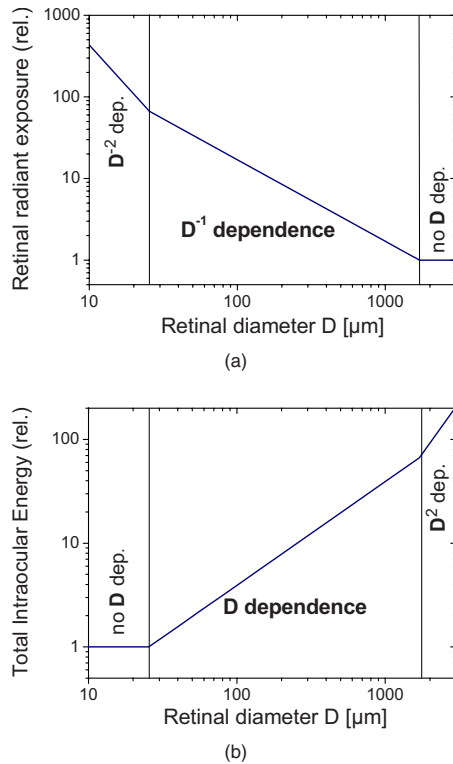 Retinal radiant exposure (rel.)
1000
100
10
1
D-2 dep.
D-1 dependence
no D dep.
10 100 1000
Retinal diameter D [µm]
(a)
Total Intraocular Energy (rel.)
100
10
1
no D dep.
D dependence
D2 dep.
10 100 1000
Retinal diameter D [µm]
(b)